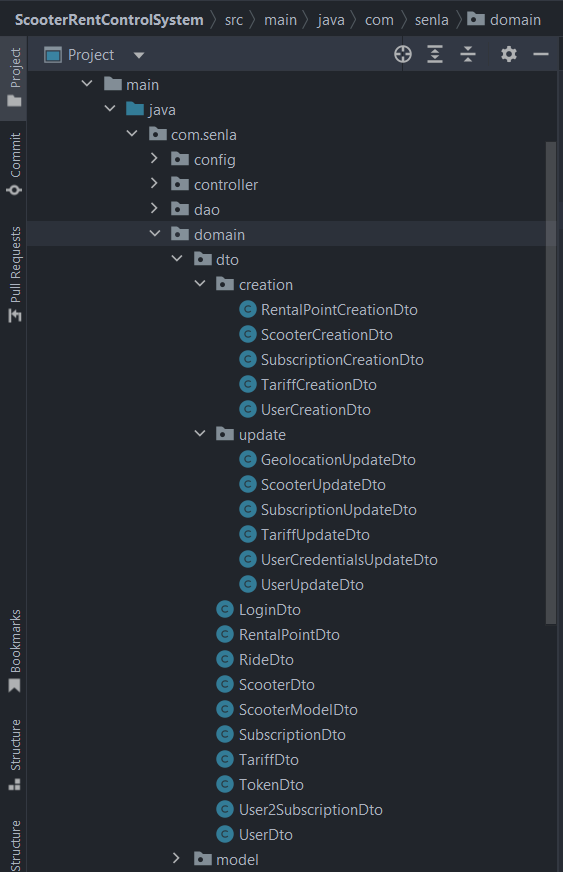 ScooterRentControlSystem src main java com senla domain
Project
Project
Commit
Pull Requests
Bookmarks
Structure
Structure
main
java
com.senla
config
controller
dao
domain
dto
creation
RentalPointCreationDto
ScooterCreationDto
SubscriptionCreationDto
TariffCreationDto
UserCreationDto
update
GeolocationUpdateDto
ScooterUpdateDto
SubscriptionUpdateDto
TariffUpdateDto
UserCredentialsUpdateDto
UserUpdateDto
LoginDto
RentalPointDto
RideDto
ScooterDto
ScooterModelDto
SubscriptionDto
TariffDto
TokenDto
User2SubscriptionDto
UserDto
model